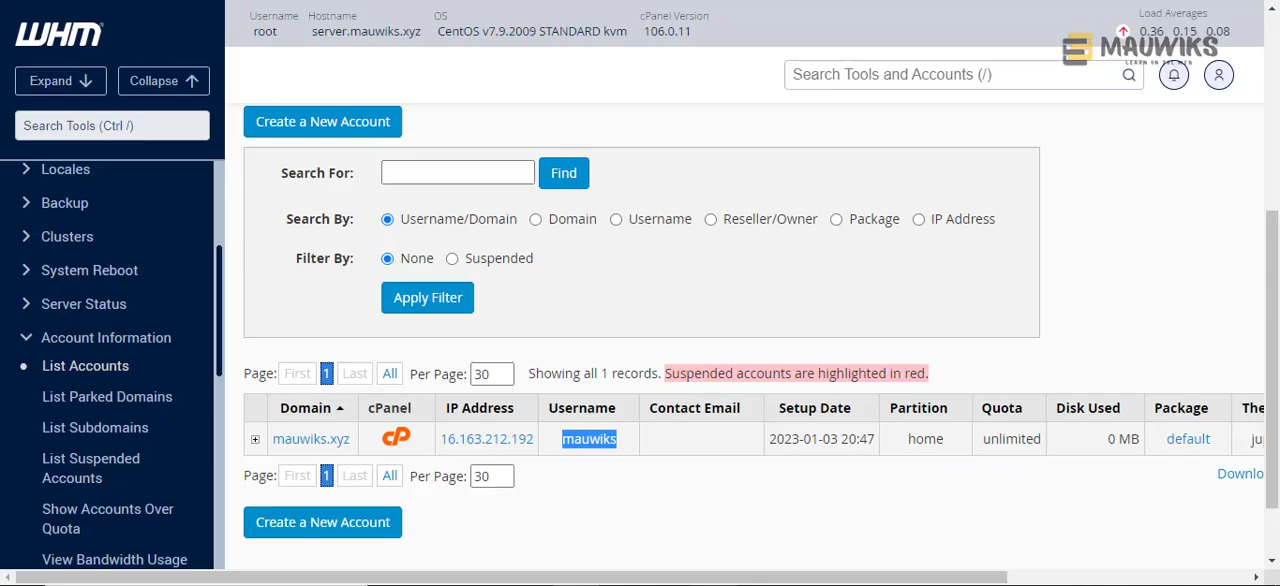 WHM
Username Hostname OS cPanel Version Load Averages
root server.mauwiks.xyz CentOS v7.9.2009 STANDARD kvm 106.0.11 0.36 0.15 0.08
MAUWIKS
LEARN ON THE WEB
Expand Collapse
Search Tools and Accounts (/)
Search Tools (Ctrl /)
Locales
Backup
Clusters
System Reboot
Server Status
Account Information
List Accounts
List Parked Domains
List Subdomains
List Suspended
Accounts
Show Accounts Over
Quota
View Bandwidth Usage
Create a New Account
Search For: Find
Search By: Username/Domain Domain Username Reseller/Owner Package IP Address
Filter By: None Suspended
Apply Filter
Page: First 1 Last All Per Page: 30 Showing all 1 records. Suspended accounts are highlighted in red.
Domain cPanel IP Address Username Contact Email Setup Date Partition Quota Disk Used Package The
mauwiks.xyz cP 16.163.212.192 mauwiks 2023-01-03 20:47 home unlimited 0 MB default ju
Page: First 1 Last All Per Page: 30 Downlo
Create a New Account